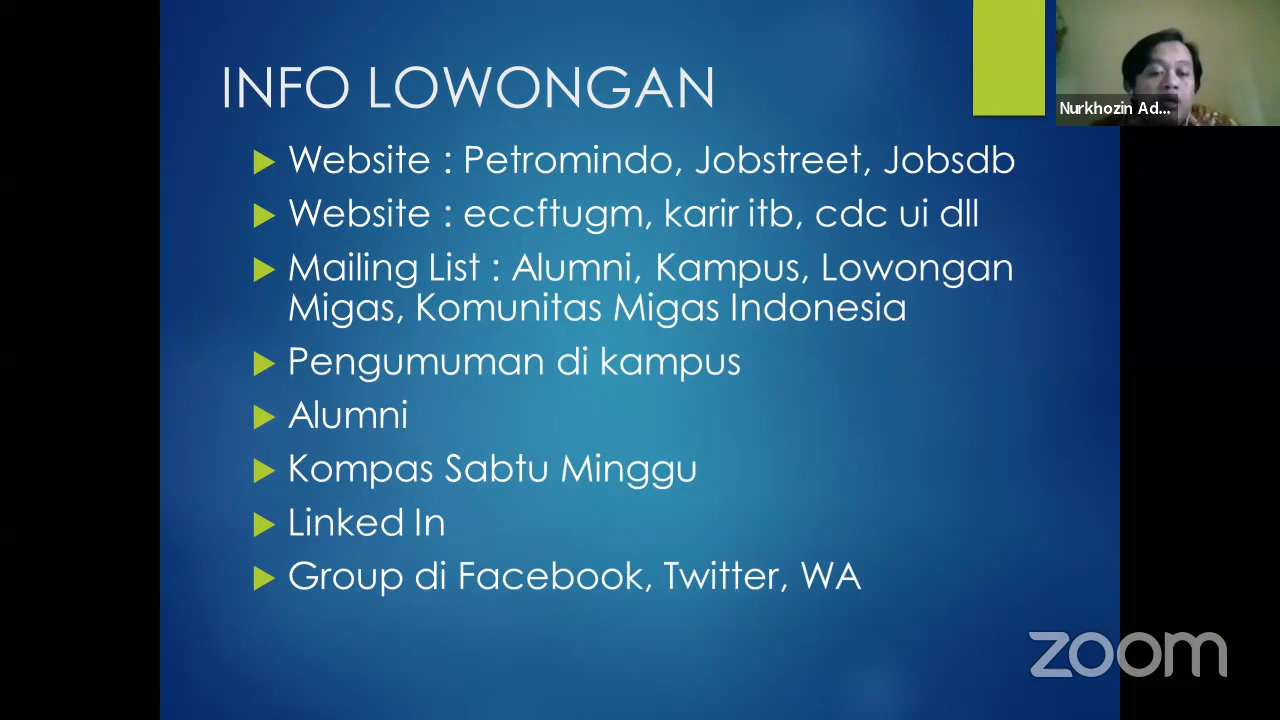 INFO LOWONGAN
Website : Petromindo, Jobstreet, Jobsdb
Website : eccftugm, karir itb, cdc ui dll
Mailing List : Alumni, Kampus, Lowongan
Migas, Komunitas Migas Indonesia
Pengumuman di kampus
Alumni
Kompas Sabtu Minggu
Linked In
Group di Facebook, Twitter, WA
Nurkhozin Ad...
zoom